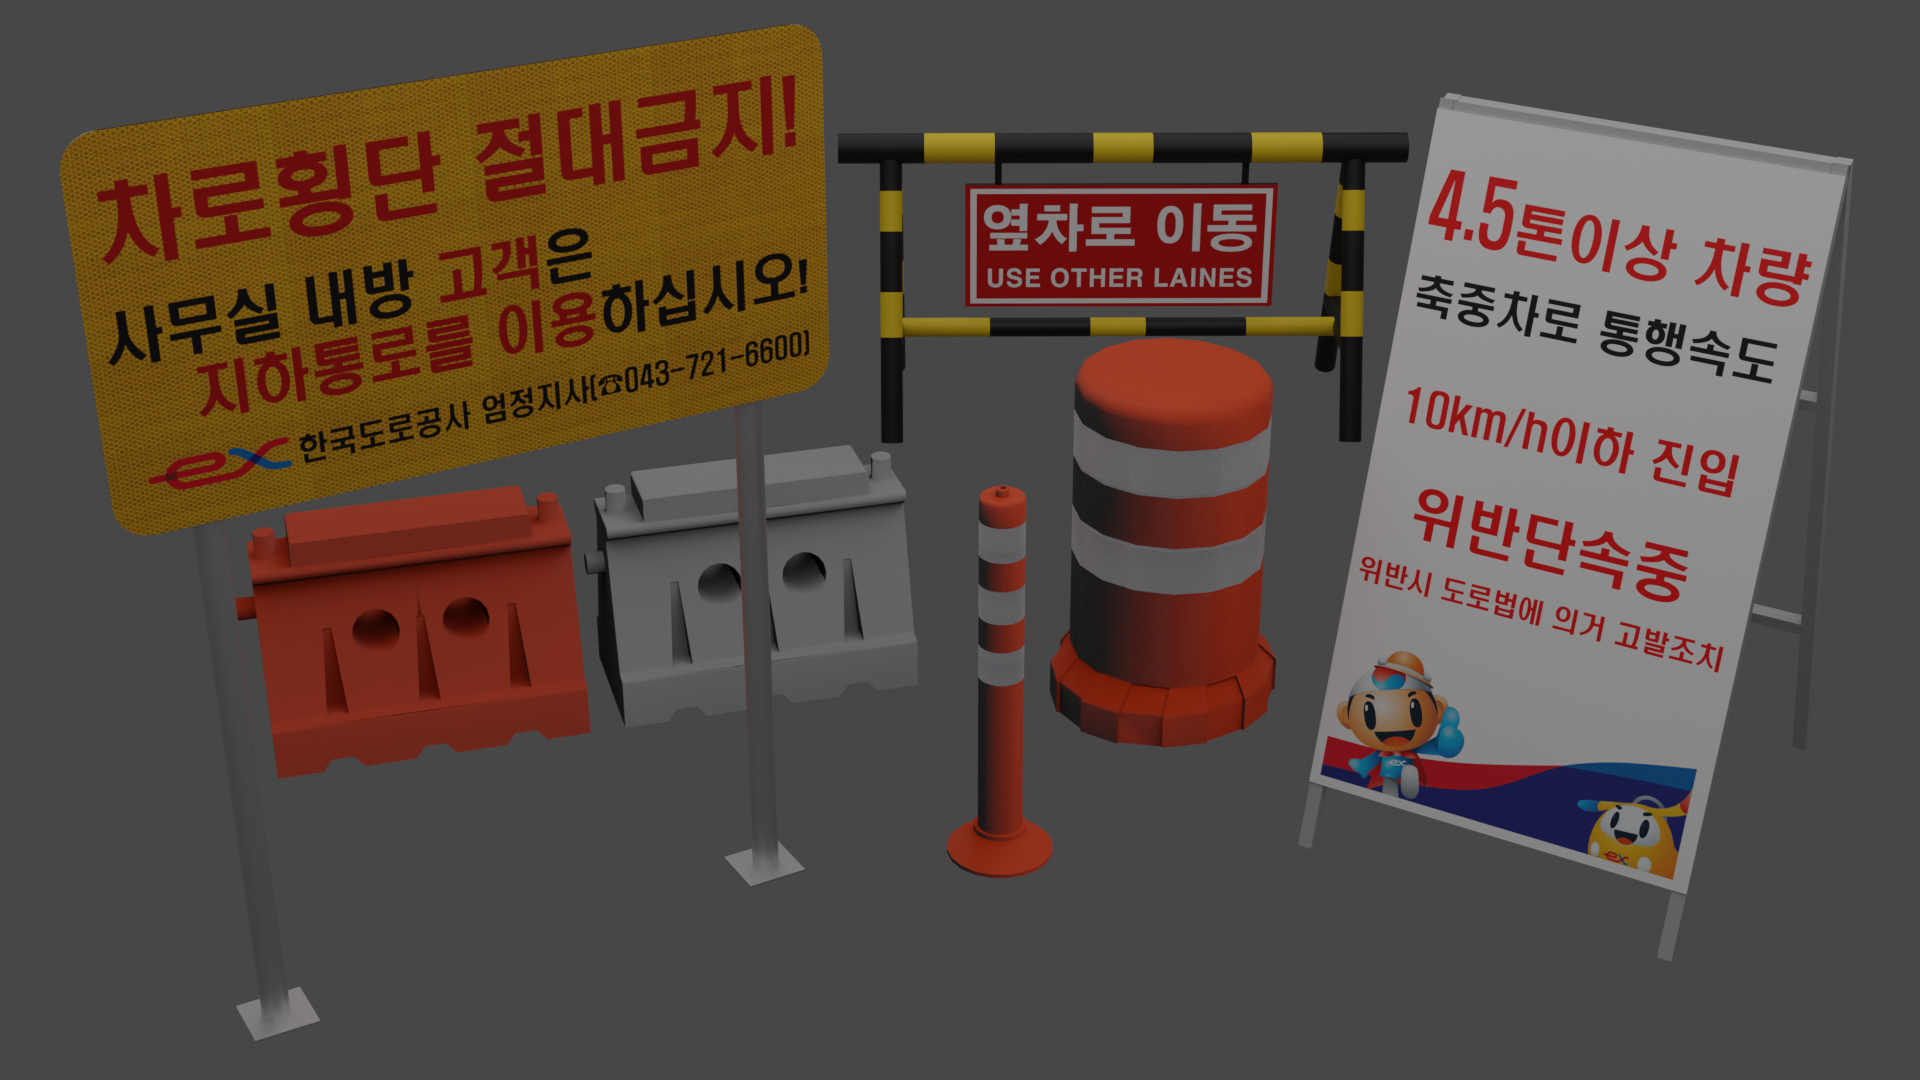 차로횡단 절대금지!
사무실 내방 고객은
지하통로를 이용하십시오!
ex 한국도로공사 엄정지사(☎043-721-6600)
옆차로 이동
USE OTHER LAINES
4.5톤이상 차량
축중차로 통행속도
10km/h이하 진입
위반단속중
위반시 도로법에 의거 고발조치
ex
ex